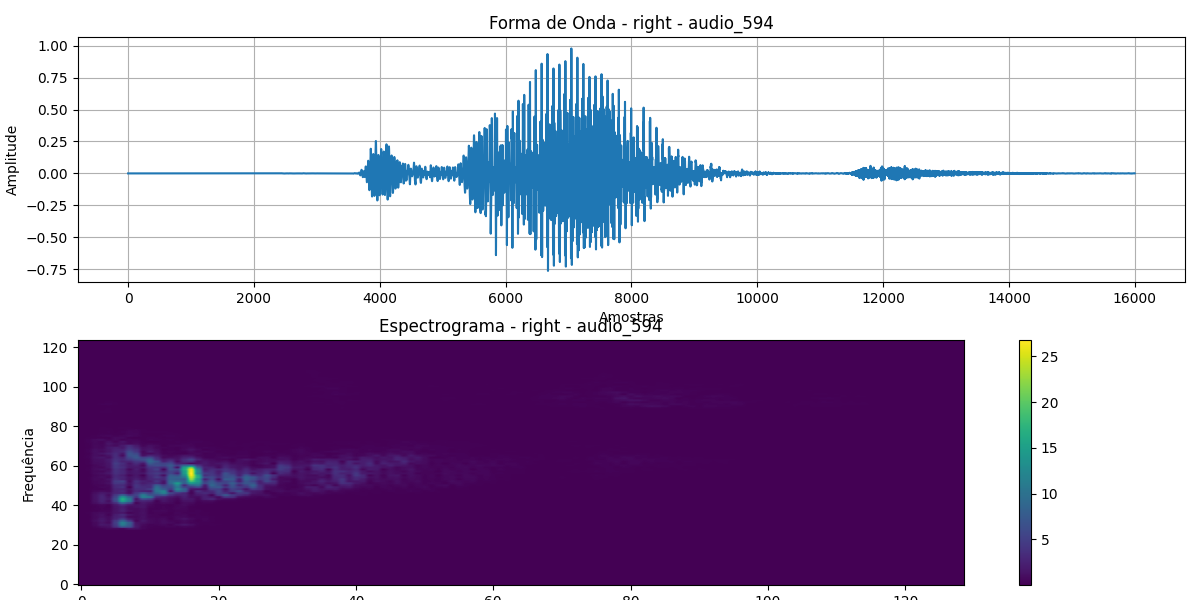 Forma de Onda - right - audio_594
1.00
0.75
0.50
0.25
0.00
−0.25
−0.50
−0.75
Amplitude
0 2000 4000 6000 8000 10000 12000 14000 16000
Amostras
Espectrograma - right - audio_594
120
100
80
60
40
20
0
Frequência
0 20 40 60 80 100 120
25
20
15
10
5